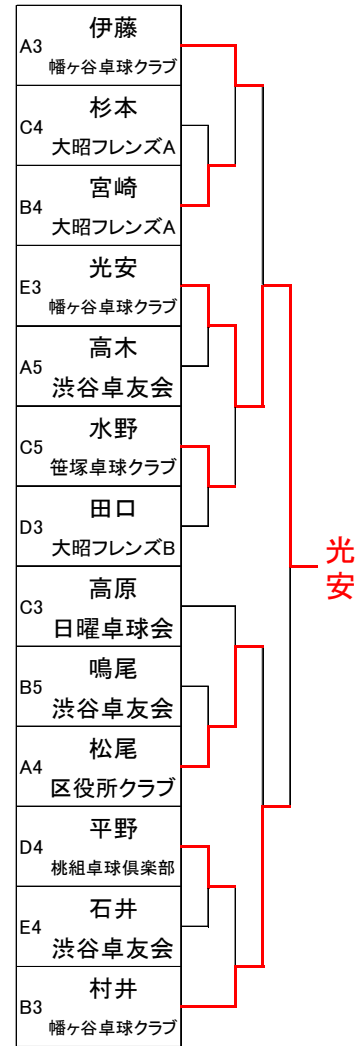 伊藤
A3
幡ヶ谷卓球クラブ
杉本
C4
大昭フレンズA
宮崎
B4
大昭フレンズA
光安
E3
幡ヶ谷卓球クラブ
高木
A5
渋谷卓友会
水野
C5
笹塚卓球クラブ
田口
D3
大昭フレンズB
高原
C3
日曜卓球会
鳴尾
B5
渋谷卓友会
松尾
A4
区役所クラブ
平野
D4
桃組卓球倶楽部
石井
E4
渋谷卓友会
村井
B3
幡ヶ谷卓球クラブ
光安